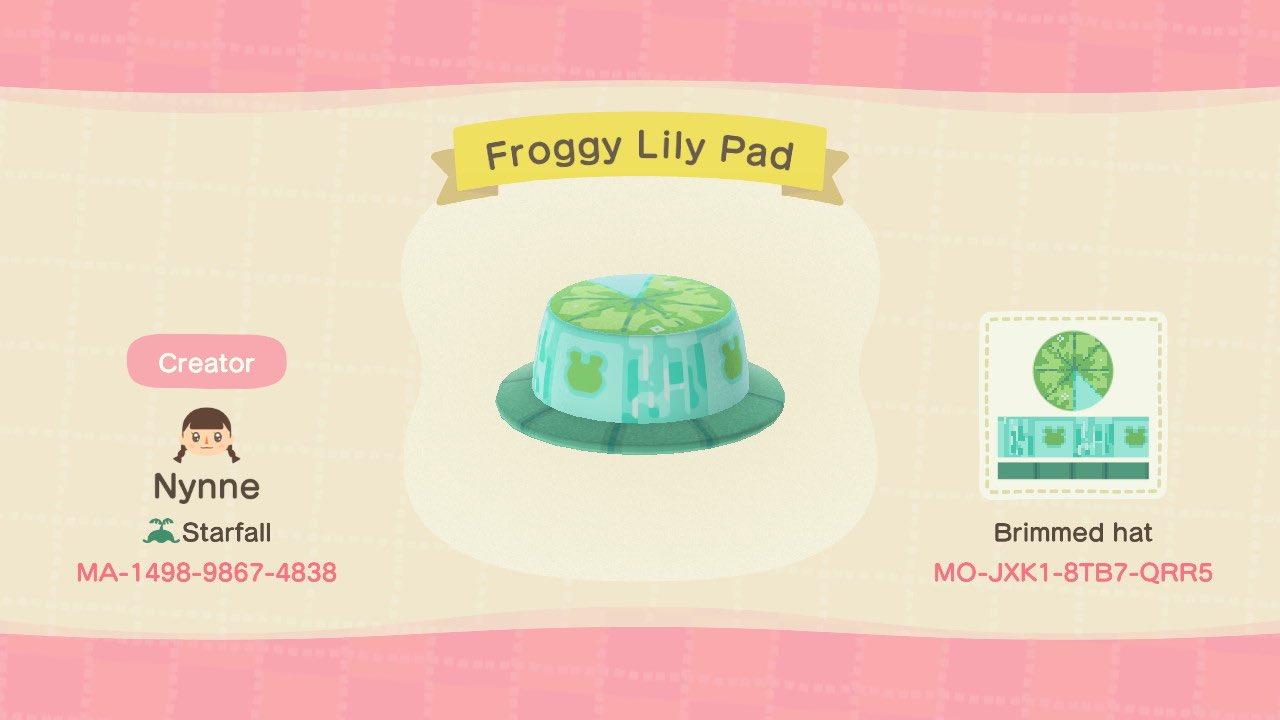 Froggy Lily Pad
Creator
Nynne
Starfall
MA-1498-9867-4838
Brimmed hat
MO-JXK1-8TB7-QRR5